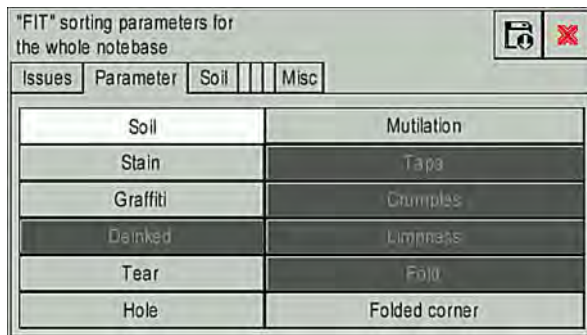 "FIT" sorting parameters for
the whole notebase
Issues Parameter Soil Misc
Soil Mutilation
Stain Tape
Graffiti Crumples
Deinked Limpness
Tear Fold
Hole Folded corner